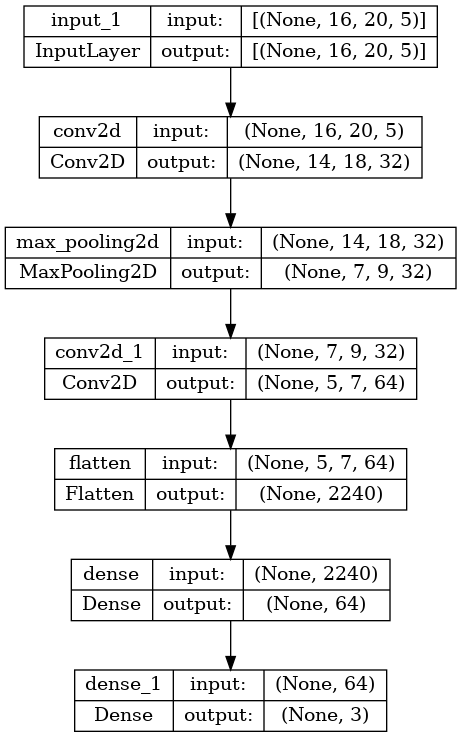 input_1 input: [(None, 16, 20, 5)]
InputLayer output: [(None, 16, 20, 5)]
conv2d input: (None, 16, 20, 5)
Conv2D output: (None, 14, 18, 32)
max_pooling2d input: (None, 14, 18, 32)
MaxPooling2D output: (None, 7, 9, 32)
conv2d_1 input: (None, 7, 9, 32)
Conv2D output: (None, 5, 7, 64)
flatten input: (None, 5, 7, 64)
Flatten output: (None, 2240)
dense input: (None, 2240)
Dense output: (None, 64)
dense_1 input: (None, 64)
Dense output: (None, 3)